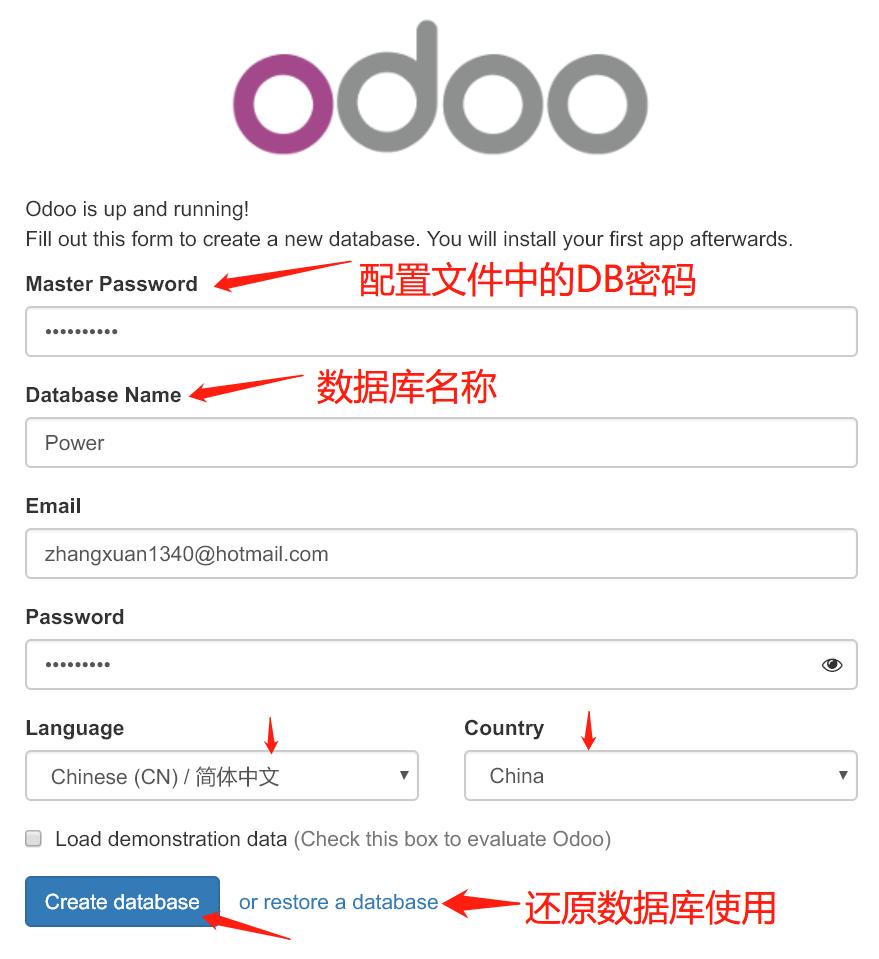 odoo
Odoo is up and running!
Fill out this form to create a new database. You will install your first app afterwards.
Master Password 配置文件中的DB密码
••••••••••
Database Name 数据库名称
Power
Email
zhangxuan1340@hotmail.com
Password
•••••••••
Language Country
Chinese (CN) / 简体中文 China
Load demonstration data (Check this box to evaluate Odoo)
Create database or restore a database 还原数据库使用